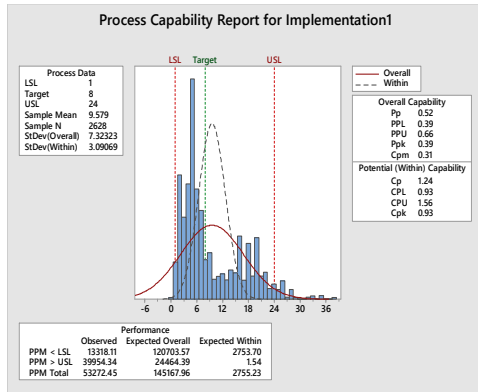 Process Capability Report for Implementation1
LSL Target USL
Process Data
LSL 1
Target 8
USL 24
Sample Mean 9.579
Sample N 2628
StDev(Overall) 7.32323
StDev(Within) 3.09069
Overall
Within
Overall Capability
Pp 0.52
PPL 0.39
PPU 0.66
Ppk 0.39
Cpm 0.31
Potential (Within) Capability
Cp 1.24
CPL 0.93
CPU 1.56
Cpk 0.93
-6 0 6 12 18 24 30 36
Performance
Observed Expected Overall Expected Within
PPM < LSL 13318.11 120703.57 2753.70
PPM > USL 39954.34 24464.39 1.54
PPM Total 53272.45 145167.96 2755.23